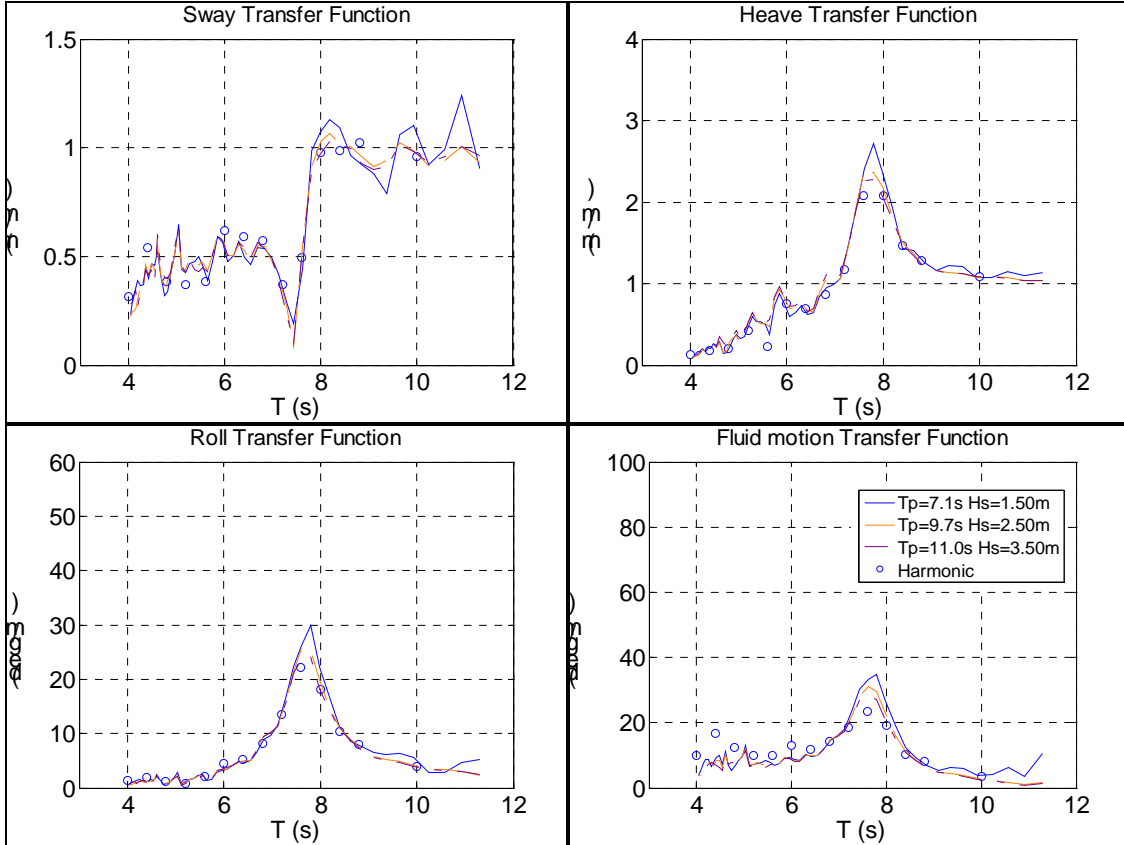 Sway Transfer Function
1.5
1
0.5
0
4 6 8 10 12
T (s)
Heave Transfer Function
4
3
2
1
0
4 6 8 10 12
T (s)
Roll Transfer Function
60
50
40
30
20
10
0
4 6 8 10 12
T (s)
Fluid motion Transfer Function
100
80
60
40
20
0
4 6 8 10 12
T (s)
Tp=7.1s Hs=1.50m
Tp=9.7s Hs=2.50m
Tp=11.0s Hs=3.50m
Harmonic